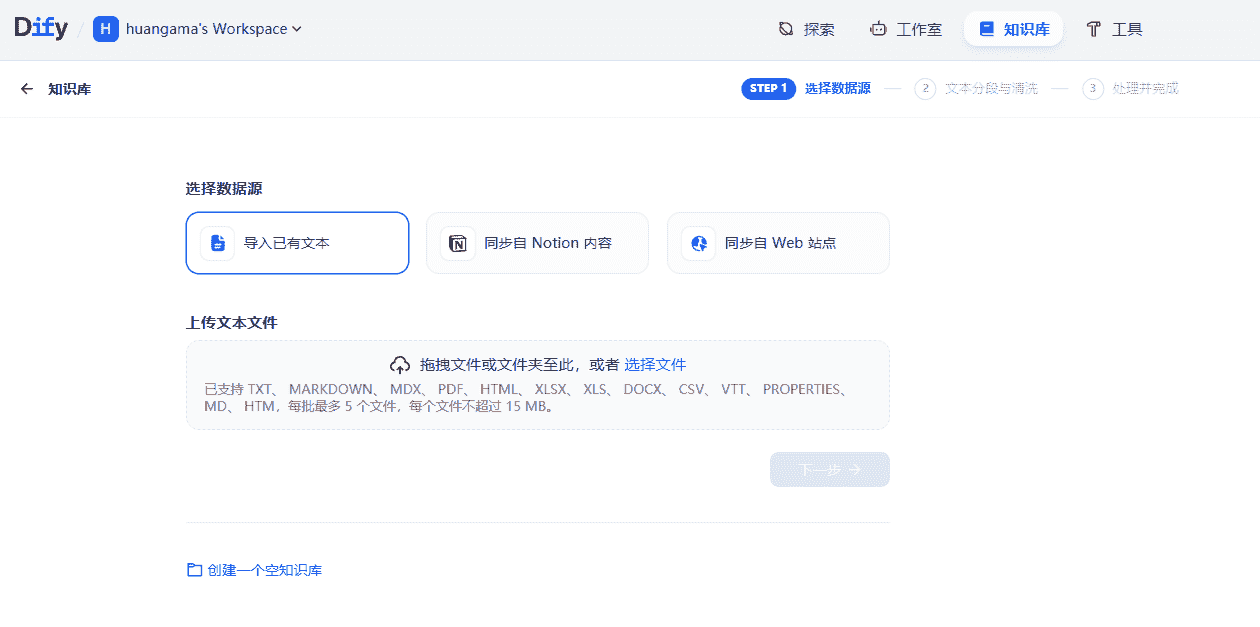 Dify / H huangama's Workspace 探索 工作室 知识库 工具
知识库 STEP 1 选择数据源 2 文本分段与清洗 3 处理并完成
选择数据源
导入已有文本 同步自 Notion 内容 同步自 Web 站点
上传文本文件
拖拽文件或文件夹至此，或者 选择文件
已支持 TXT、 MARKDOWN、 MDX、 PDF、 HTML、 XLSX、 XLS、 DOCX、 CSV、 VTT、 PROPERTIES、
MD、 HTM，每批最多 5 个文件，每个文件不超过 15 MB。
下一步 →
创建一个空知识库